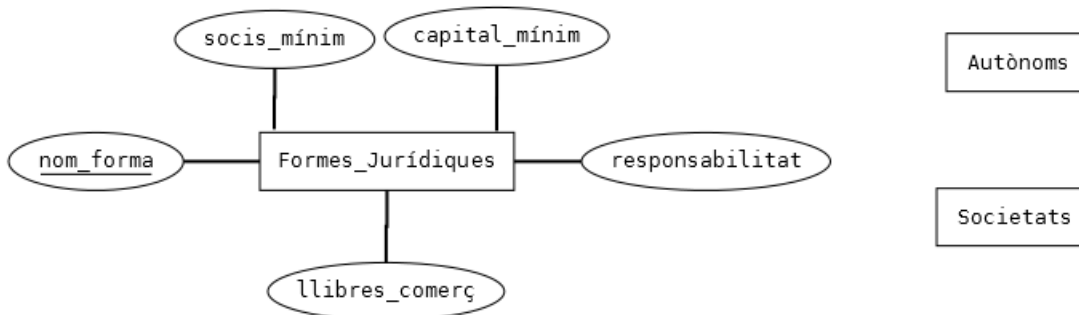 socis_mínim
capital_mínim
Autònoms
nom_forma
Formes_Jurídiques
responsabilitat
Societats
llibres_comerç